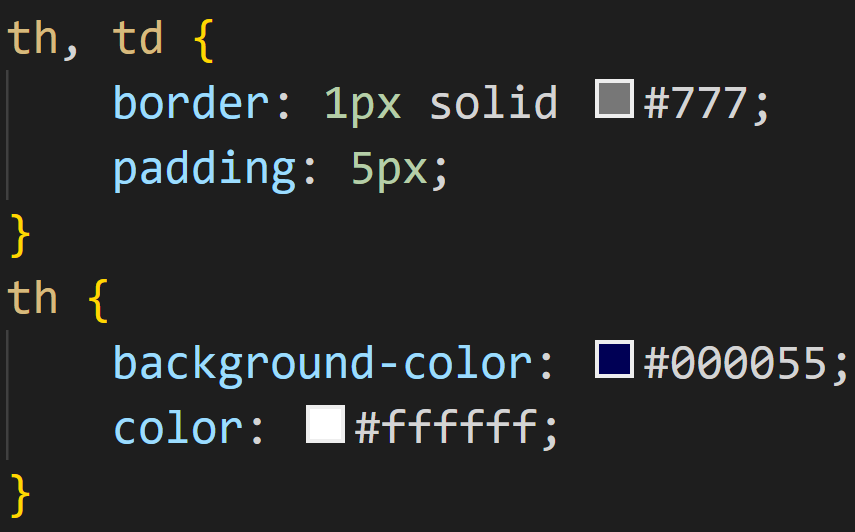 th, td {
    border: 1px solid #777;
    padding: 5px;
}
th {
    background-color: #000055;
    color: #ffffff;
}